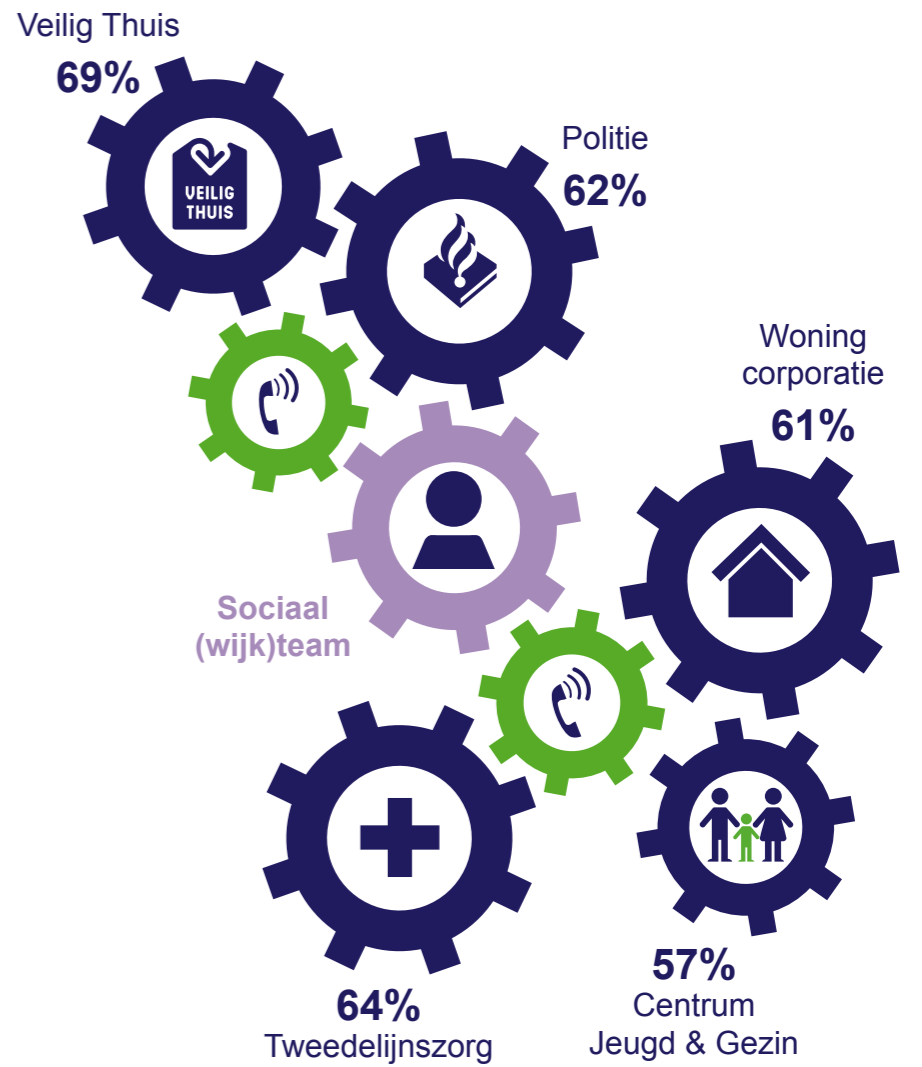 Veilig Thuis
69%
VEILIG
THUIS
Politie
62%
Woning
corporatie
61%
Sociaal
(wijk)team
64%
Tweedelijnszorg
57%
Centrum
Jeugd & Gezin